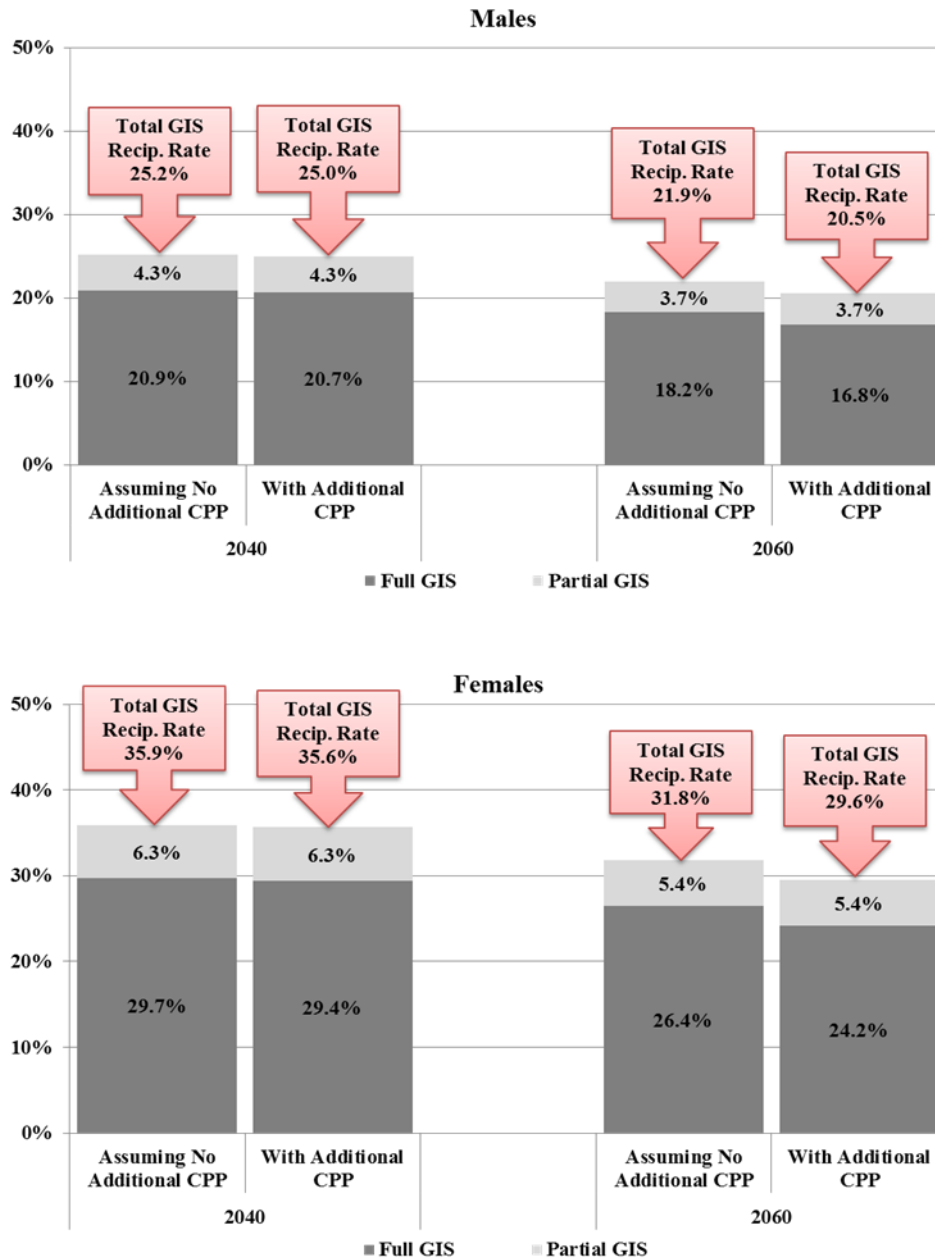 Males
50%
40%
30%
20%
10%
0%
Total GIS
Recip. Rate
25.2%
Total GIS
Recip. Rate
25.0%
Total GIS
Recip. Rate
21.9%
Total GIS
Recip. Rate
20.5%
4.3%
4.3%
3.7%
3.7%
20.9%
20.7%
18.2%
16.8%
Assuming No
Additional CPP
With Additional
CPP
Assuming No
Additional CPP
With Additional
CPP
2040
2060
Full GIS
Partial GIS
Females
50%
40%
30%
20%
10%
0%
Total GIS
Recip. Rate
35.9%
Total GIS
Recip. Rate
35.6%
Total GIS
Recip. Rate
31.8%
Total GIS
Recip. Rate
29.6%
6.3%
6.3%
5.4%
5.4%
29.7%
29.4%
26.4%
24.2%
Assuming No
Additional CPP
With Additional
CPP
Assuming No
Additional CPP
With Additional
CPP
2040
2060
Full GIS
Partial GIS